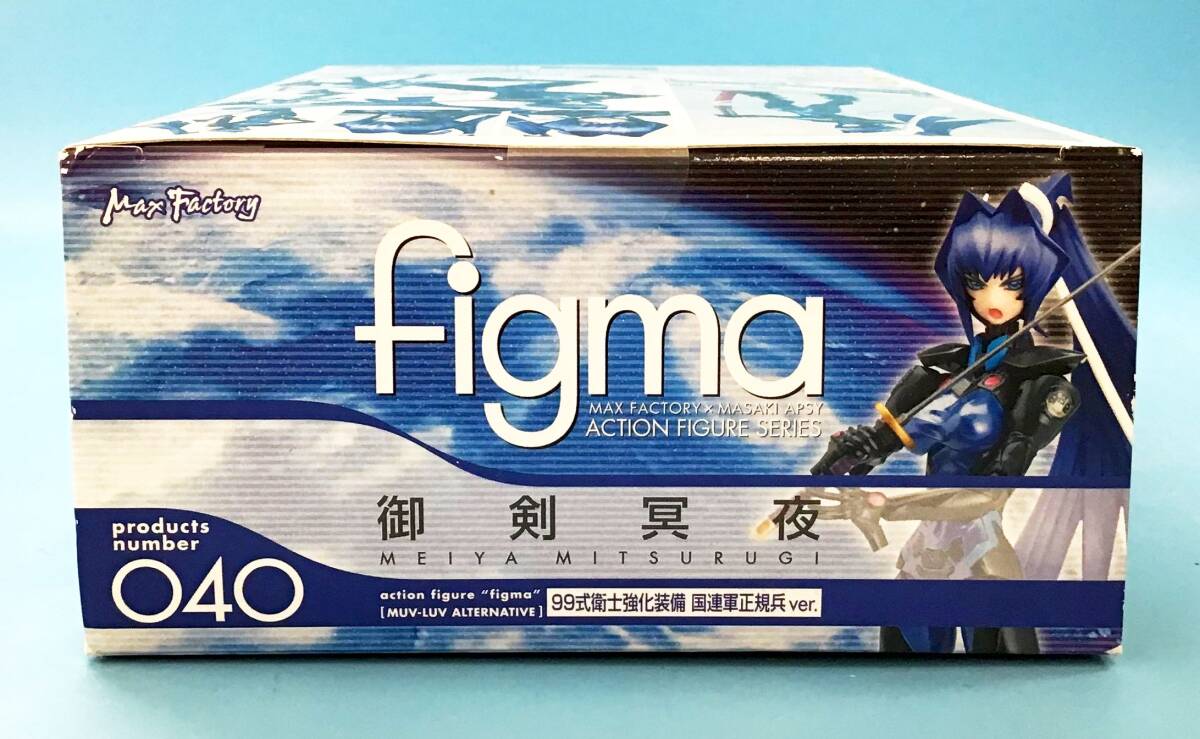 Max Factory
figma
MAX FACTORY × MASAKI APSY
ACTION FIGURE SERIES
御剣冥夜
MEIYA MITSURUGI
products
number
040
action figure "figma"
[MUV-LUV ALTERNATIVE] 99式衛士強化装備 国連軍正規兵 ver.